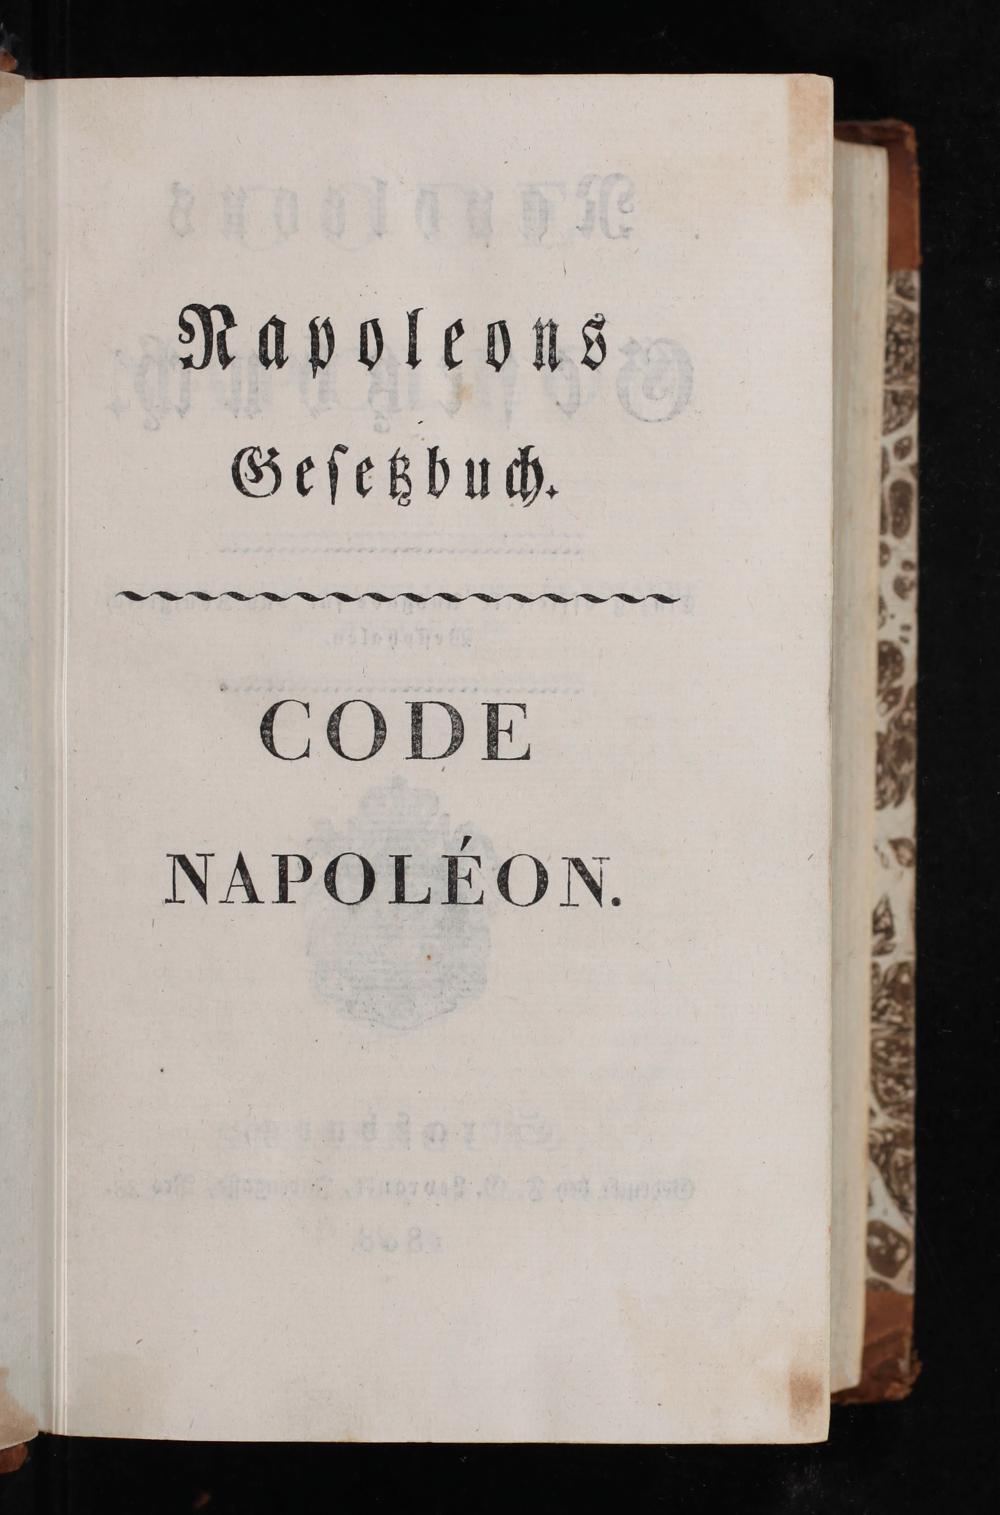 Napoleons
Gesetzbuch.
CODE
NAPOLÉON.